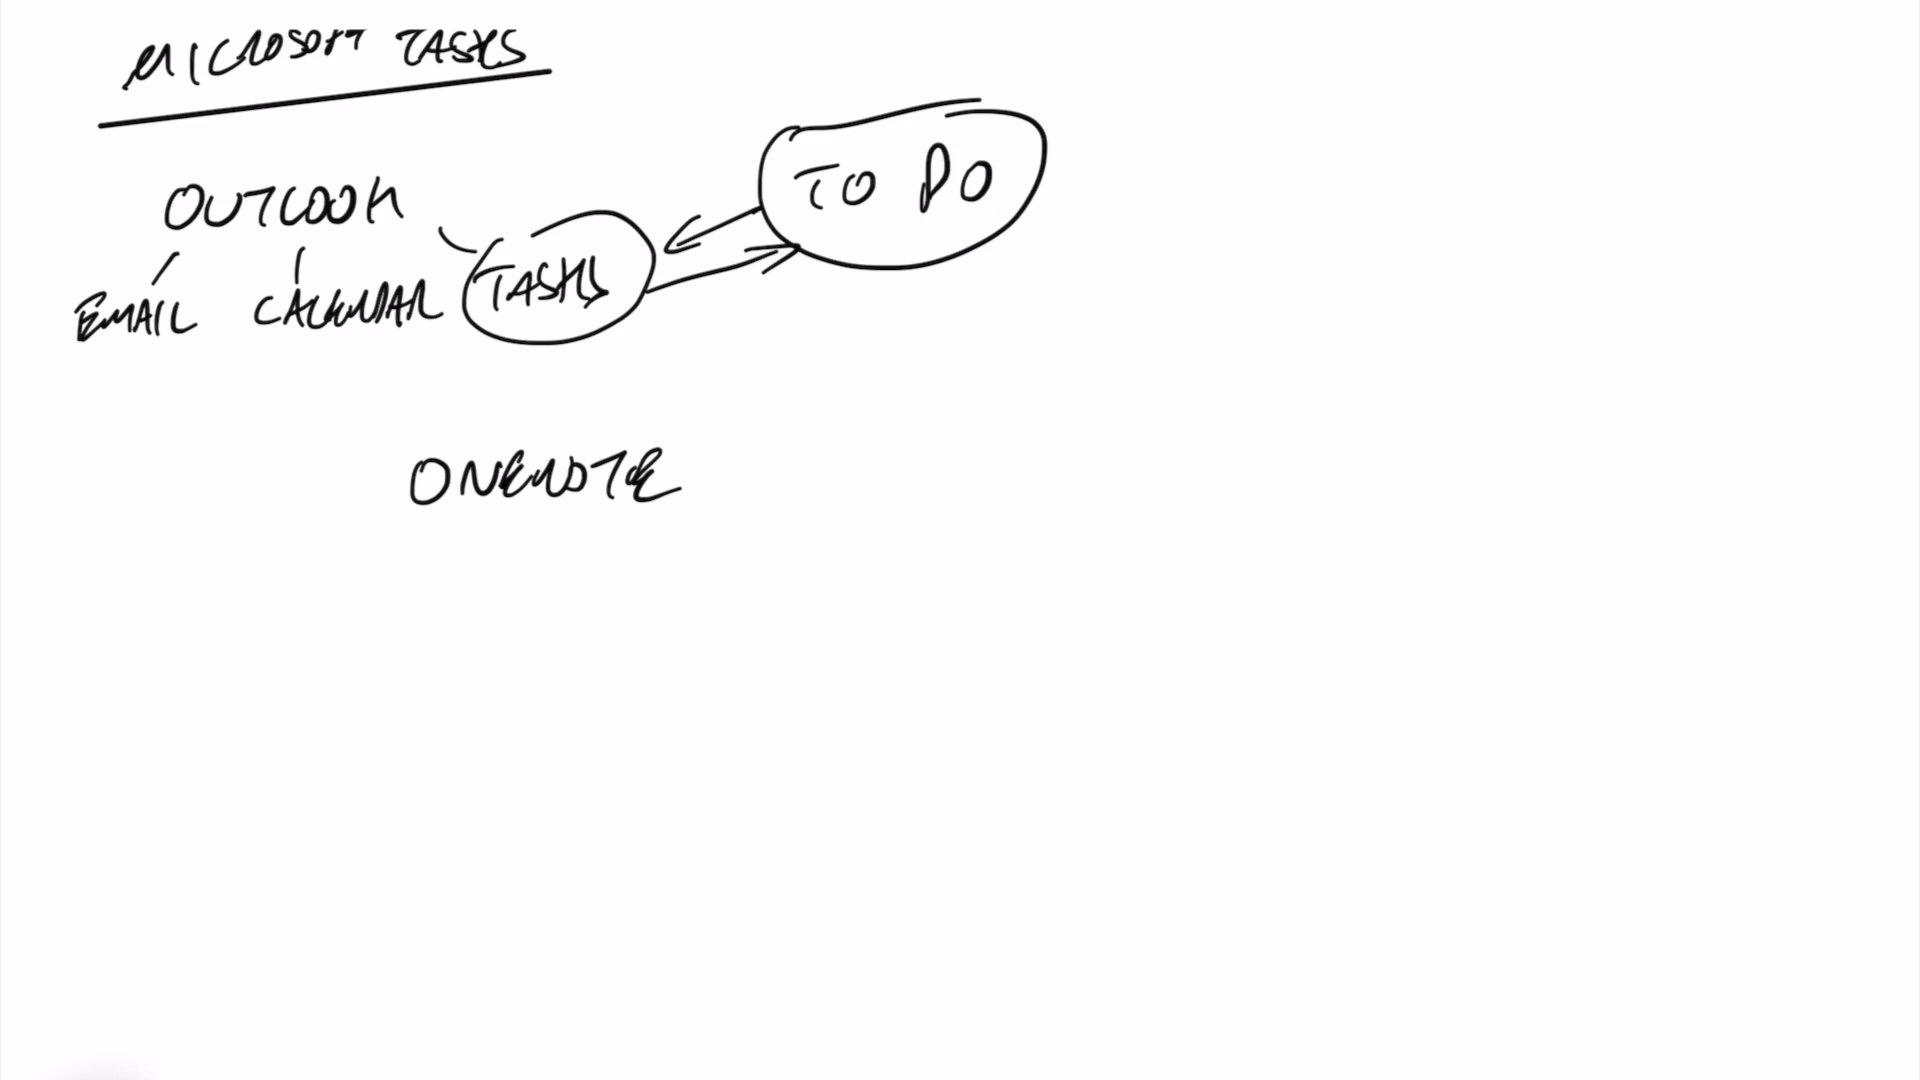 MICROSOFT TASKS
TO DO
OUTLOOK
EMAIL CALENDAR TASKS
ONENOTE